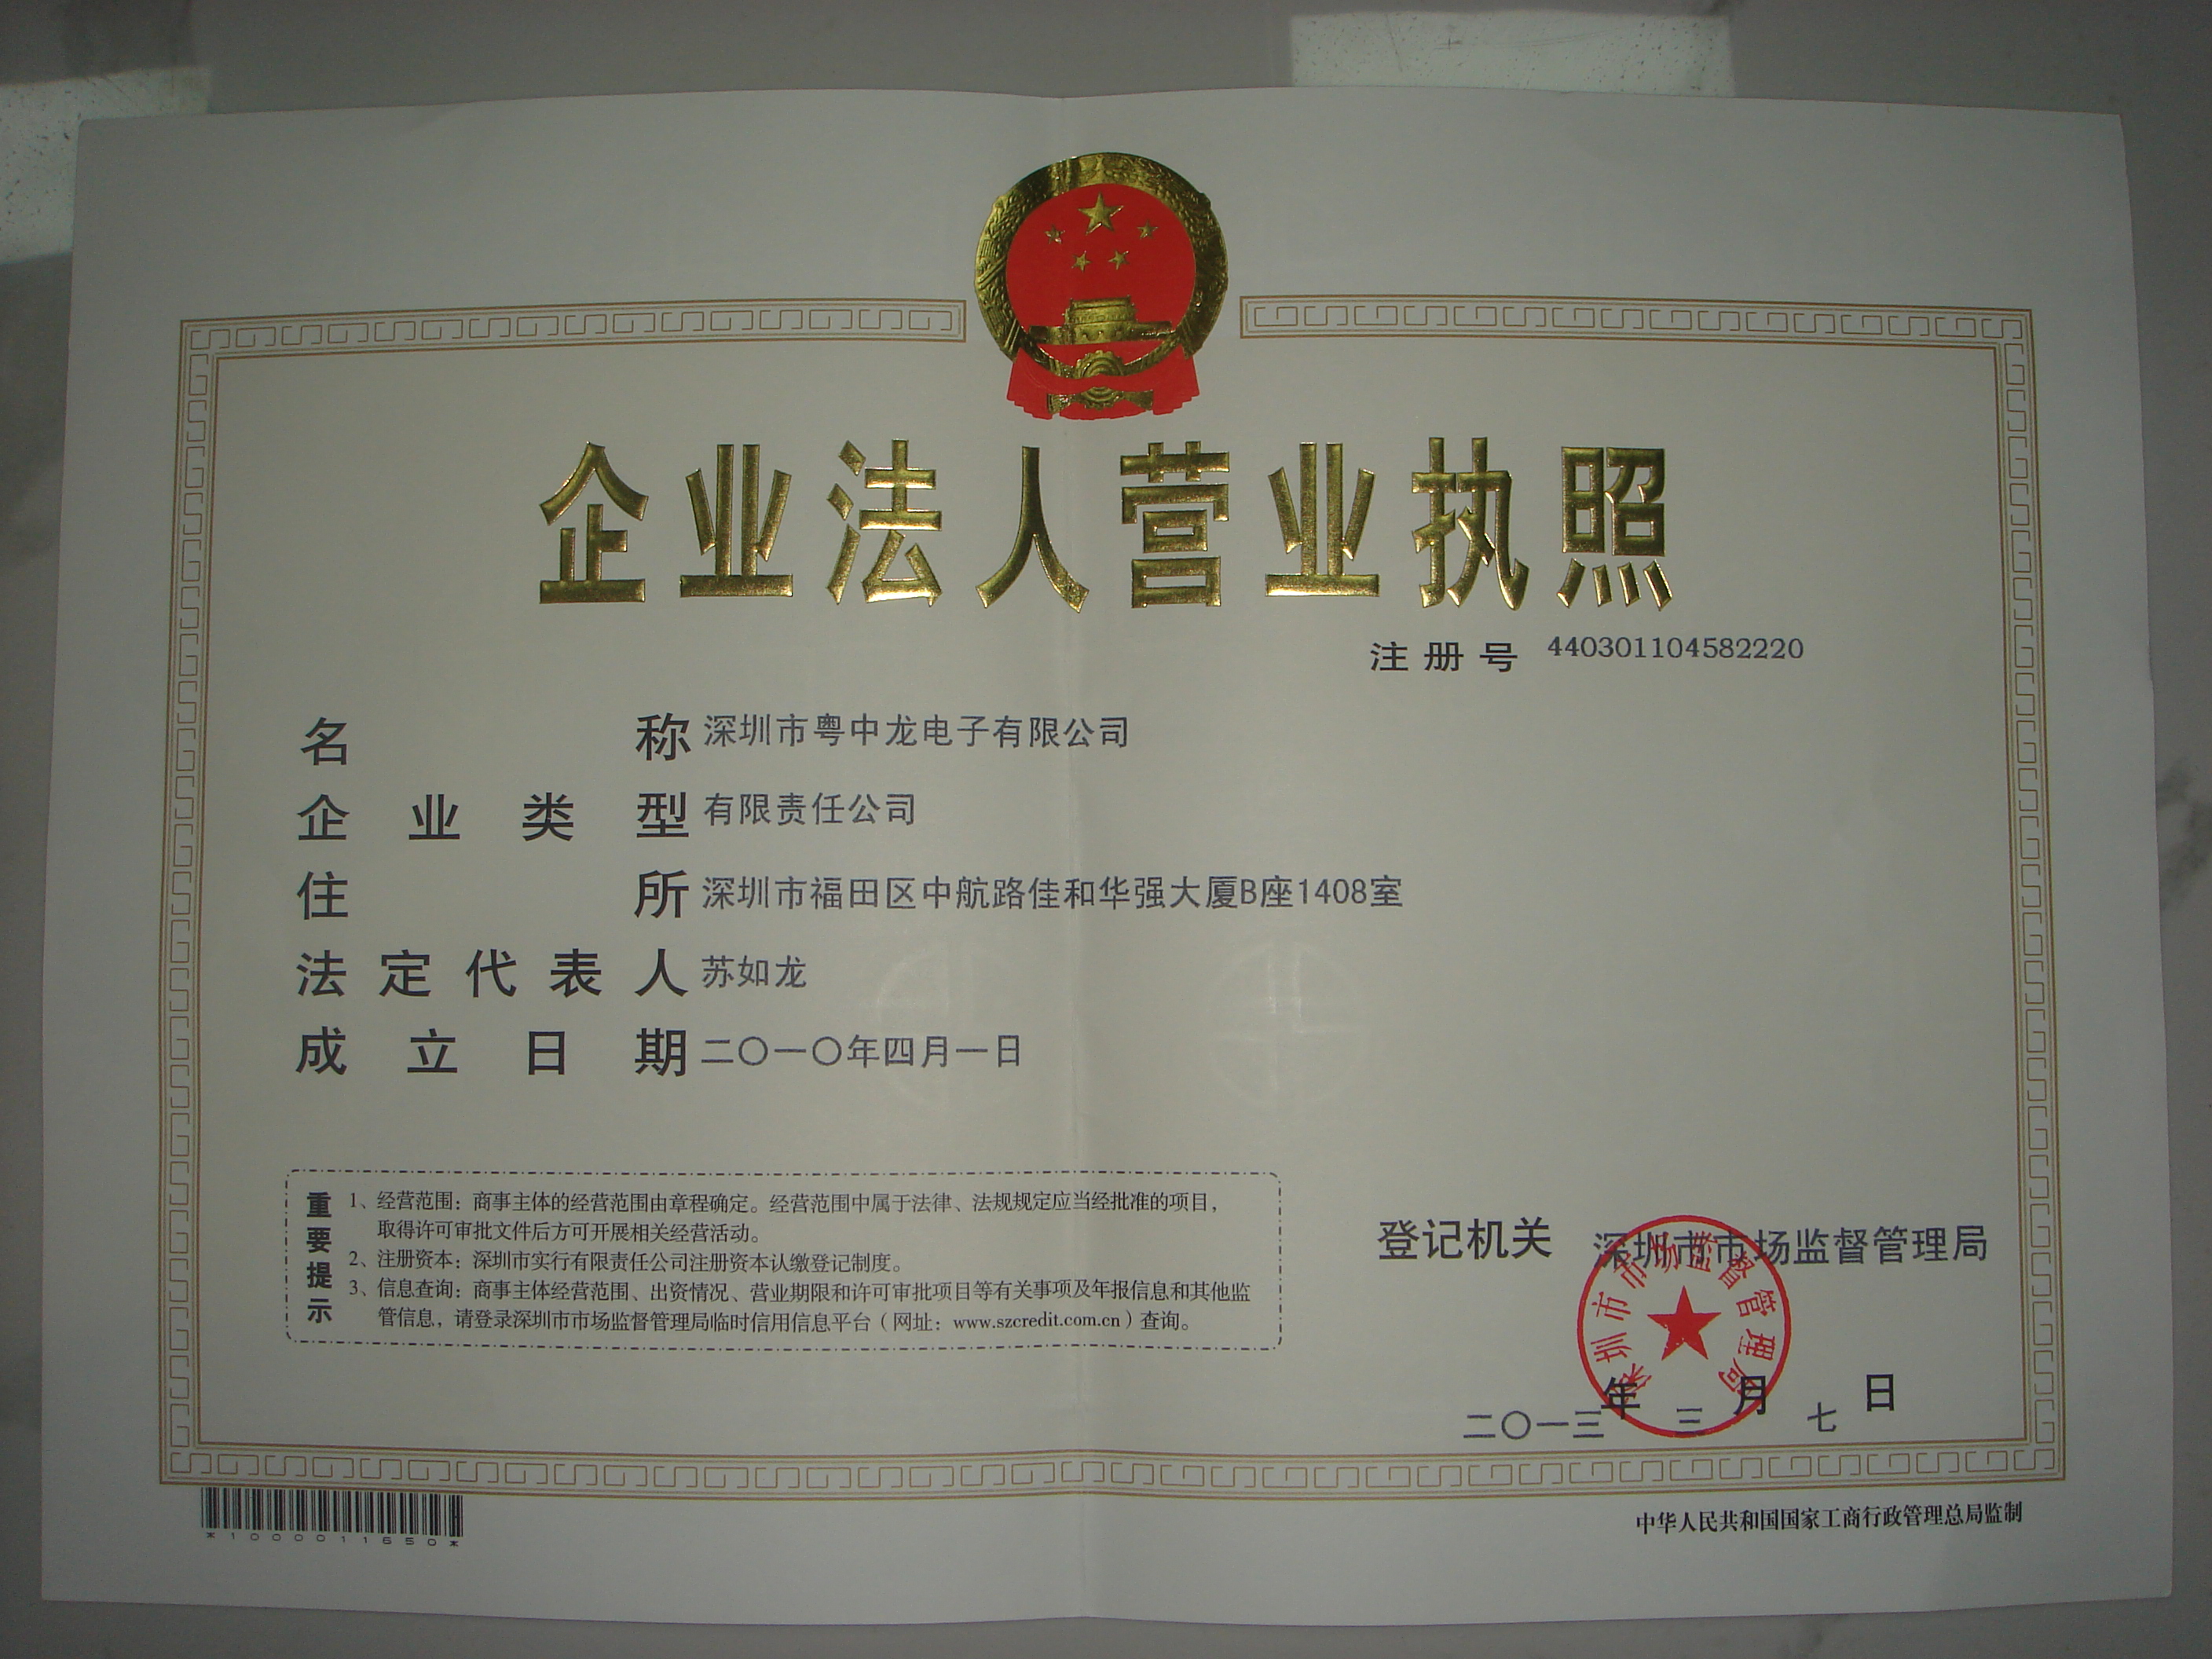 企业法人营业执照
注册号 440301104582220
名称 深圳市粤中龙电子有限公司
企业类型 有限责任公司
住所 深圳市福田区中航路佳和华强大厦B座1408室
法定代表人 苏如龙
成立日期 二〇一〇年四月一日
重要提示
1、经营范围：商事主体的经营范围由章程确定。经营范围中属于法律、法规规定应当经批准的项目，
取得许可审批文件后方可开展相关经营活动。
2、注册资本：深圳市实行有限责任公司注册资本认缴登记制度。
3、信息查询：商事主体经营范围、出资情况、营业期限和许可审批项目等有关事项及年报信息和其他监
管信息，请登录深圳市市场监督管理局临时信用信息平台（网址：www.szcredit.com.cn）查询。
登记机关 深圳市市场监督管理局
深圳市市场监督管理局
二〇一三年三月七日
*1000011650*
中华人民共和国国家工商行政管理总局监制